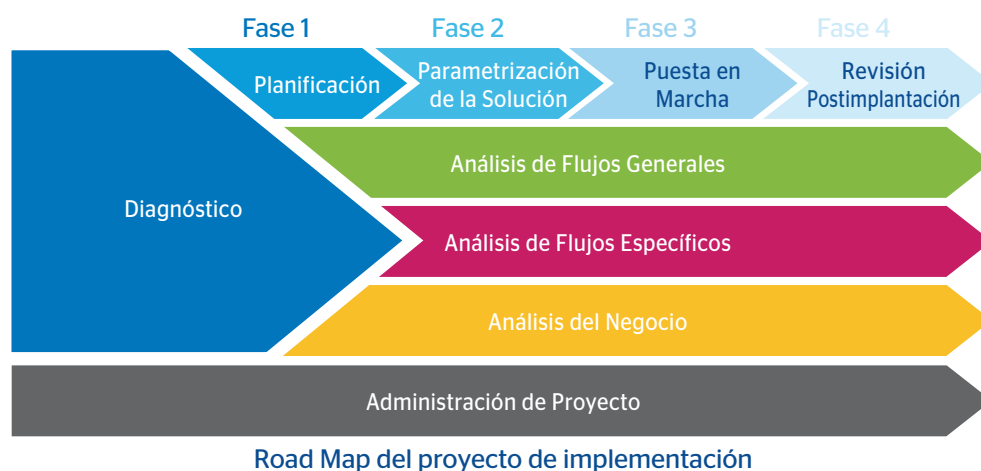 Fase 1
Fase 2
Fase 3
Fase 4
Planificación
Parametrización
de la Solución
Puesta en
Marcha
Revisión
Postimplantación
Análisis de Flujos Generales
Diagnóstico
Análisis de Flujos Específicos
Análisis del Negocio
Administración de Proyecto
Road Map del proyecto de implementación